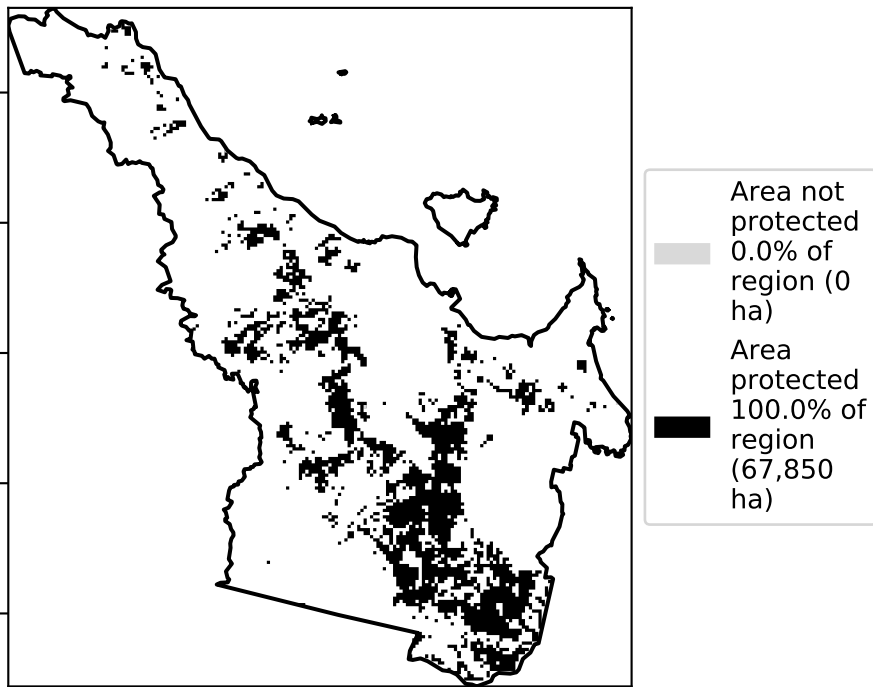 Area not
protected
0.0% of
region (0
ha)
Area
protected
100.0% of
region
(67,850
ha)